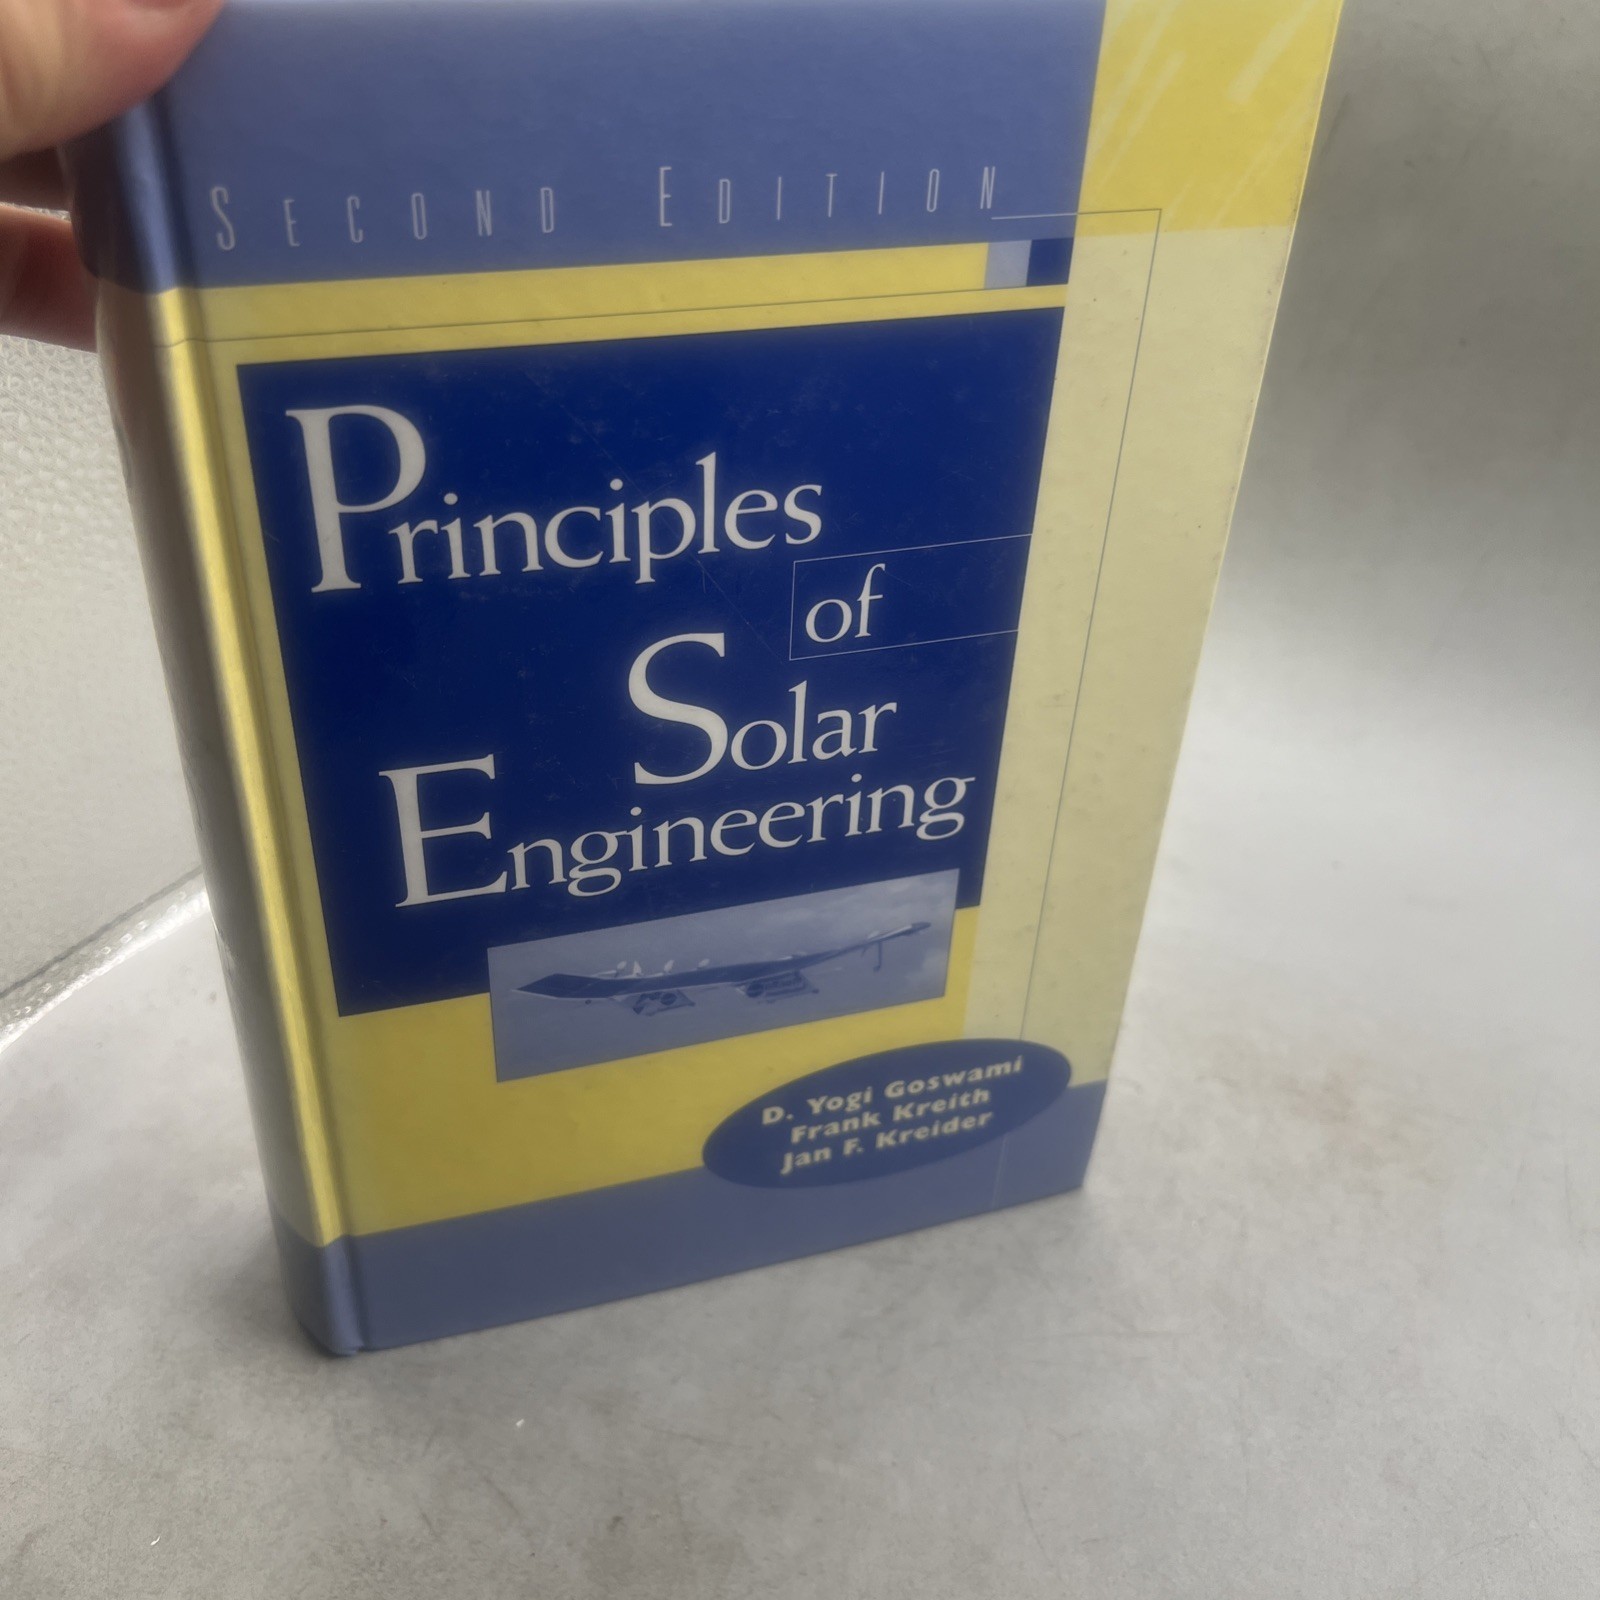 SECOND EDITION
Principles
of
Solar
Engineering
D. Yogi Goswami
Frank Kreith
Jan F. Kreider